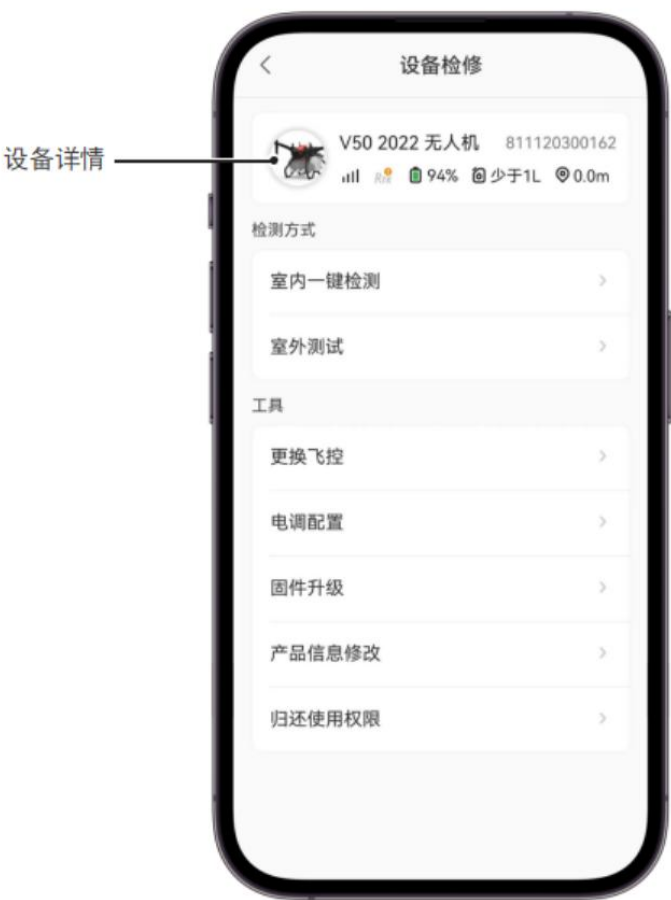 设备检修
设备详情
V50 2022 无人机 811120300162
RTK 94% 少于1L 0.0m
检测方式
室内一键检测
室外测试
工具
更换飞控
电调配置
固件升级
产品信息修改
归还使用权限